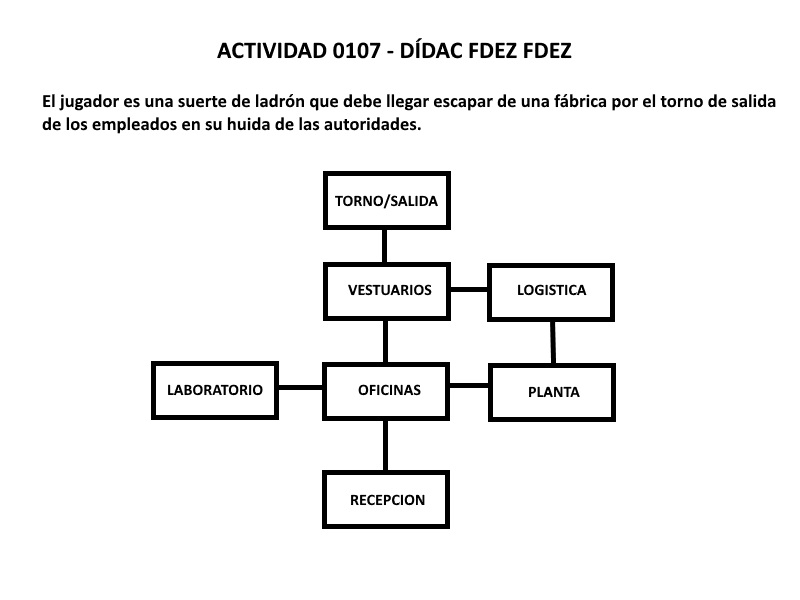 ACTIVIDAD 0107 - DÍDAC FDEZ FDEZ
El jugador es una suerte de ladrón que debe llegar escapar de una fábrica por el torno de salida
de los empleados en su huida de las autoridades.
TORNO/SALIDA
VESTUARIOS
LOGISTICA
LABORATORIO
OFICINAS
PLANTA
RECEPCION